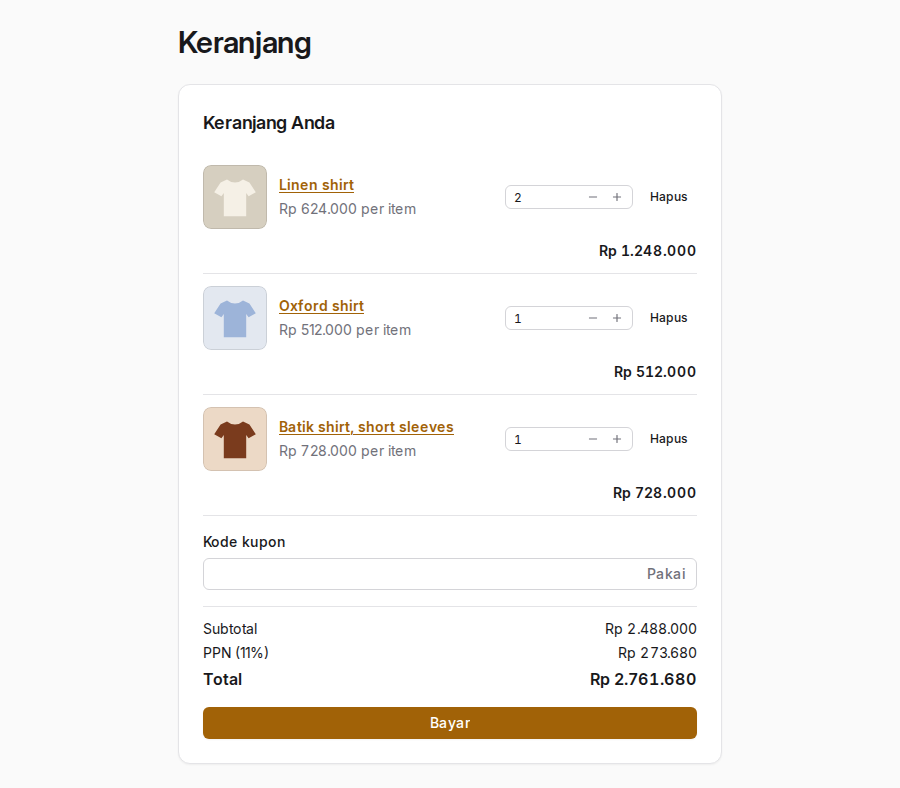 Keranjang
Keranjang Anda
Linen shirt
Rp 624.000 per item
2 − + Hapus
Rp 1.248.000
Oxford shirt
Rp 512.000 per item
1 − + Hapus
Rp 512.000
Batik shirt, short sleeves
Rp 728.000 per item
1 − + Hapus
Rp 728.000
Kode kupon
Pakai
Subtotal Rp 2.488.000
PPN (11%) Rp 273.680
Total Rp 2.761.680
Bayar